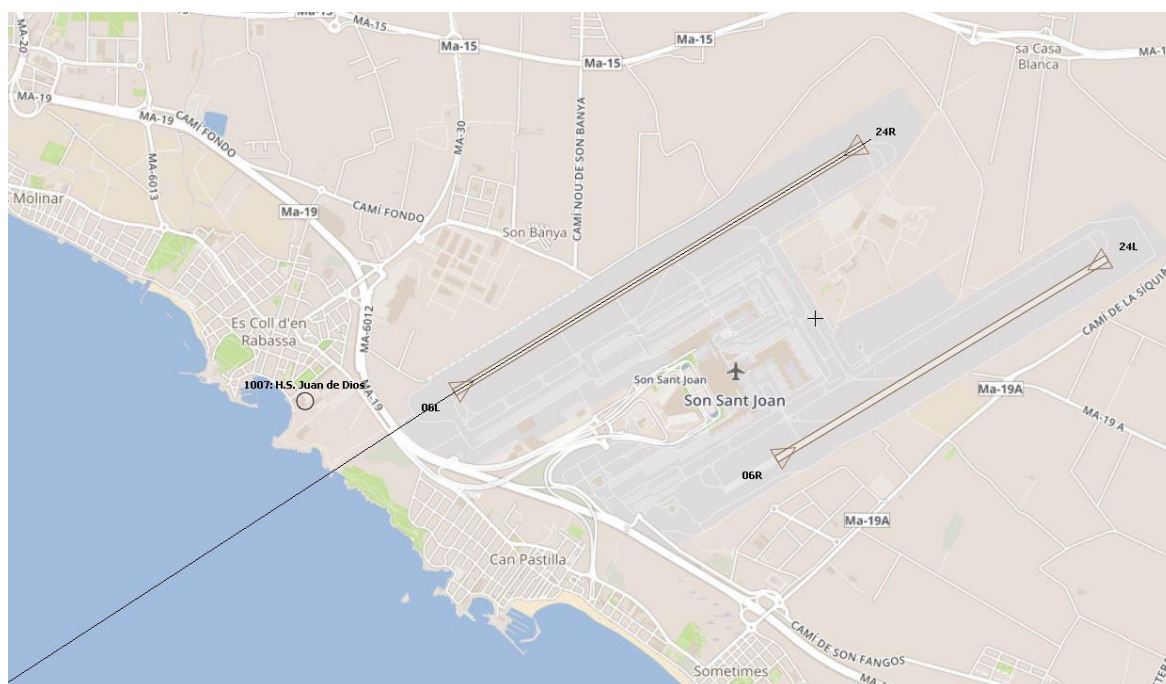 MA-20
MA-15
Ma-15
Ma-15
Ma-15
sa Casa
Blanca
MA-1
MA-19
MA-19
CAMÍ FONDO
MA-30
CAMÍ NOU DE SON BANYA
24R
MA-6013
Molinar
Ma-19
CAMÍ FONDO
Son Banya
24L
CAMÍ DE LA SÍQUI
Es Coll d'en
Rabassa
MA-6012
1007: H.S. Juan de Dios
MA-19
06L
Son Sant Joan
Son Sant Joan
Ma-19A
MA-19 A
06R
Ma-19A
Can Pastilla
CAMÍ DE SON FANGOS
Sometimes
MA-